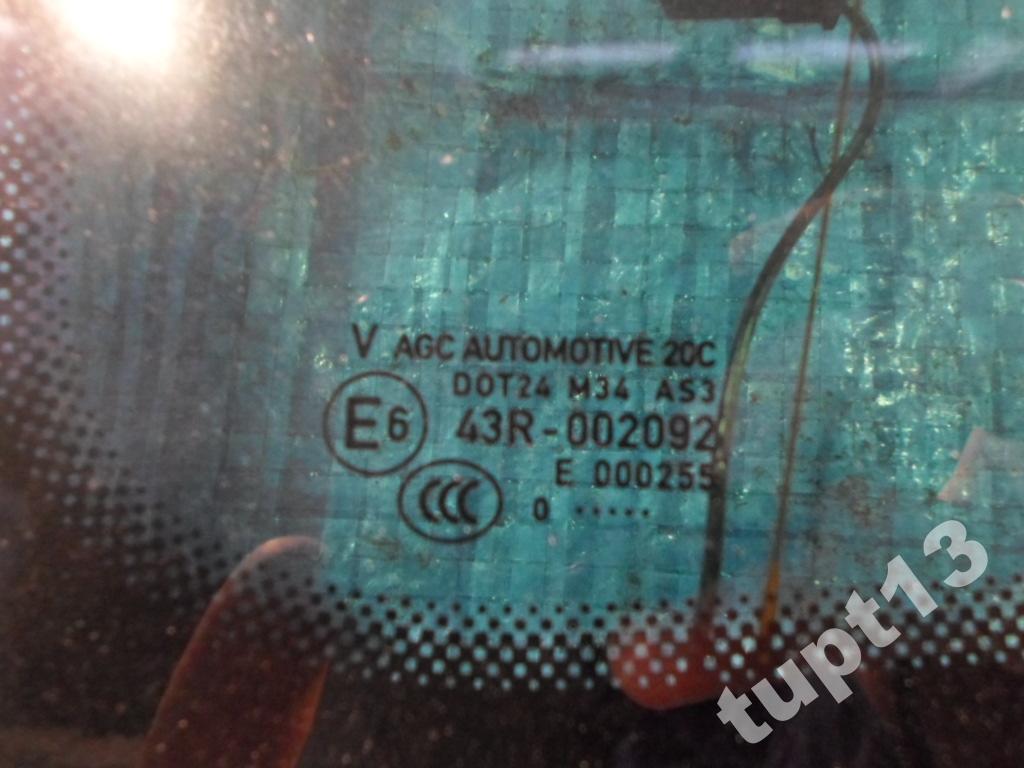 V AGC AUTOMOTIVE 20C
DOT24 M34 AS3
E6 43R-002092
E 000255
CCC 0 .....
tupt13